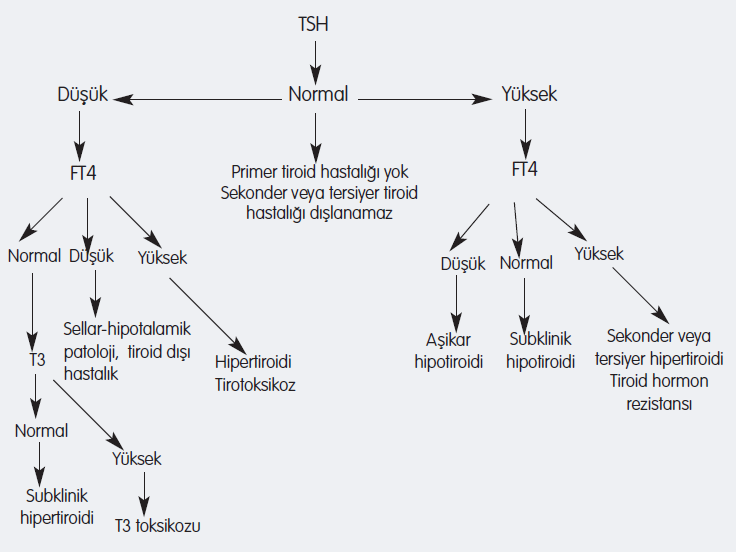 TSH
Düşük
Normal
Yüksek
FT4
Primer tiroid hastalığı yok
Sekonder veya tersiyer tiroid
hastalığı dışlanamaz
FT4
Normal
Düşük
Yüksek
Düşük
Normal
Yüksek
Sellar-hipotalamik
patoloji, tiroid dışı
hastalık
T3
Hipertiroidi
Tirotoksikoz
Aşikar
hipotiroidi
Subklinik
hipotiroidi
Sekonder veya
tersiyer hipertiroidi
Tiroid hormon
rezistansı
Normal
Yüksek
Subklinik
hipertiroidi
T3 toksikozu